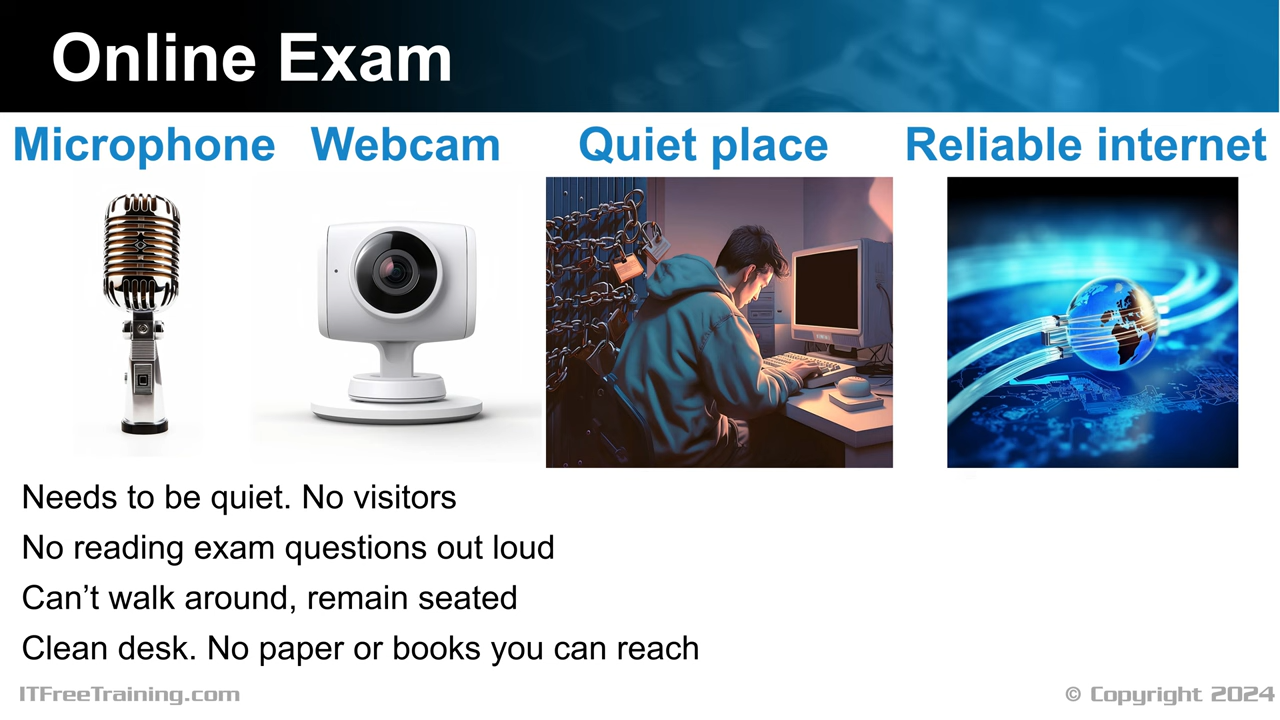 Online Exam
Microphone
Webcam
Quiet place
Reliable internet
Needs to be quiet. No visitors
No reading exam questions out loud
Can’t walk around, remain seated
Clean desk. No paper or books you can reach
ITFreeTraining.com
© Copyright 2024